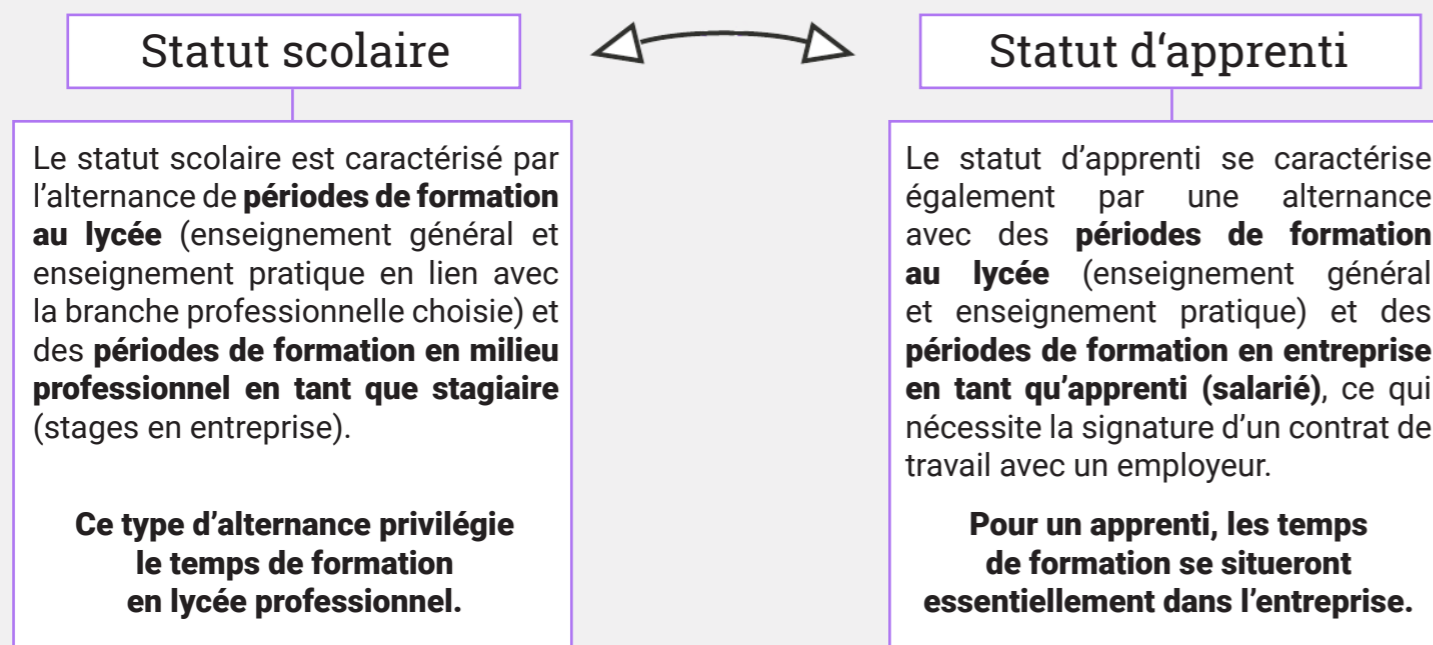 Statut scolaire
Le statut scolaire est caractérisé par
l’alternance de périodes de formation
au lycée (enseignement général et
enseignement pratique en lien avec
la branche professionnelle choisie) et
des périodes de formation en milieu
professionnel en tant que stagiaire
(stages en entreprise).
Ce type d’alternance privilégie
le temps de formation
en lycée professionnel.
Statut d‘apprenti
Le statut d’apprenti se caractérise
également par une alternance
avec des périodes de formation
au lycée (enseignement général
et enseignement pratique) et des
périodes de formation en entreprise
en tant qu’apprenti (salarié), ce qui
nécessite la signature d’un contrat de
travail avec un employeur.
Pour un apprenti, les temps
de formation se situeront
essentiellement dans l’entreprise.